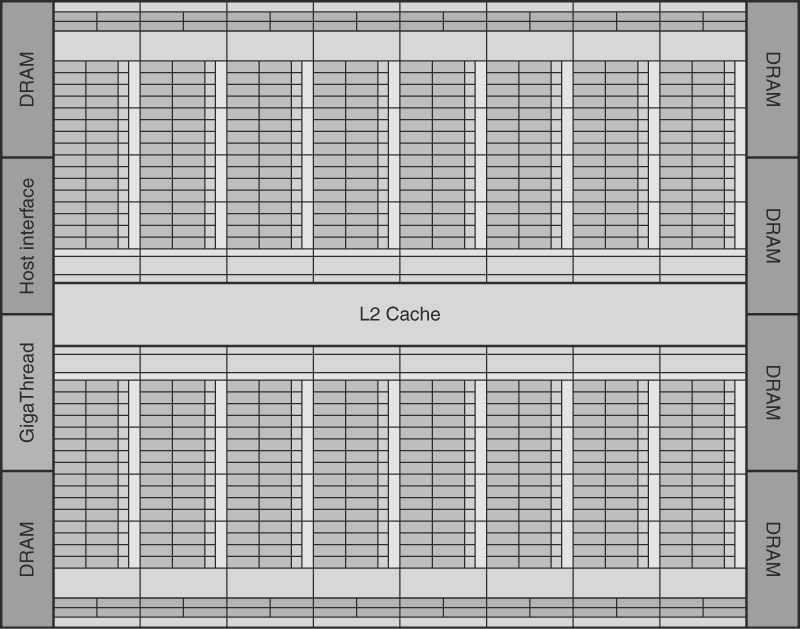 DRAM
Host interface
GigaThread
DRAM
L2 Cache
DRAM
DRAM
DRAM
DRAM